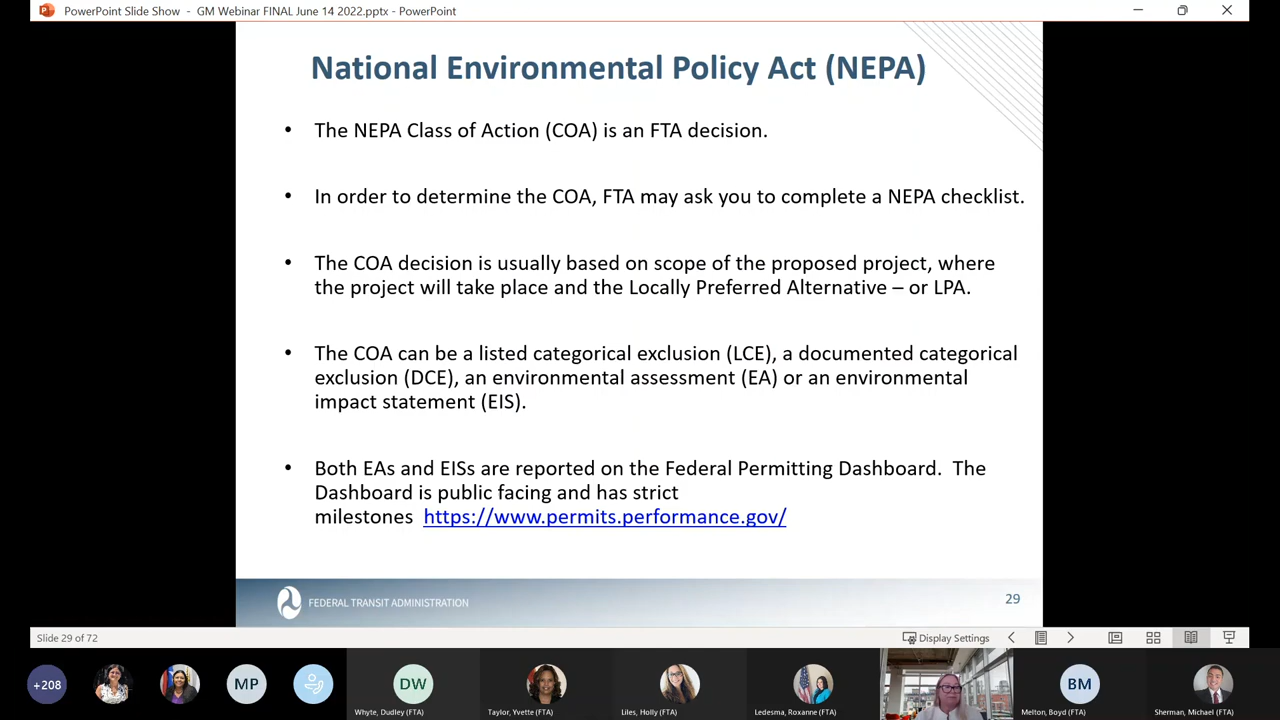 PowerPoint Slide Show - GM Webinar FINAL June 14 2022.pptx - PowerPoint
National Environmental Policy Act (NEPA)
• The NEPA Class of Action (COA) is an FTA decision.
• In order to determine the COA, FTA may ask you to complete a NEPA checklist.
• The COA decision is usually based on scope of the proposed project, where
the project will take place and the Locally Preferred Alternative – or LPA.
• The COA can be a listed categorical exclusion (LCE), a documented categorical
exclusion (DCE), an environmental assessment (EA) or an environmental
impact statement (EIS).
• Both EAs and EISs are reported on the Federal Permitting Dashboard. The
Dashboard is public facing and has strict
milestones https://www.permits.performance.gov/
FEDERAL TRANSIT ADMINISTRATION
29
Slide 29 of 72
Display Settings
+208
MP
DW
BM
Whyte, Dudley (FTA)
Taylor, Yvette (FTA)
Liles, Holly (FTA)
Ledesma, Roxanne (FTA)
Melton, Boyd (FTA)
Sherman, Michael (FTA)